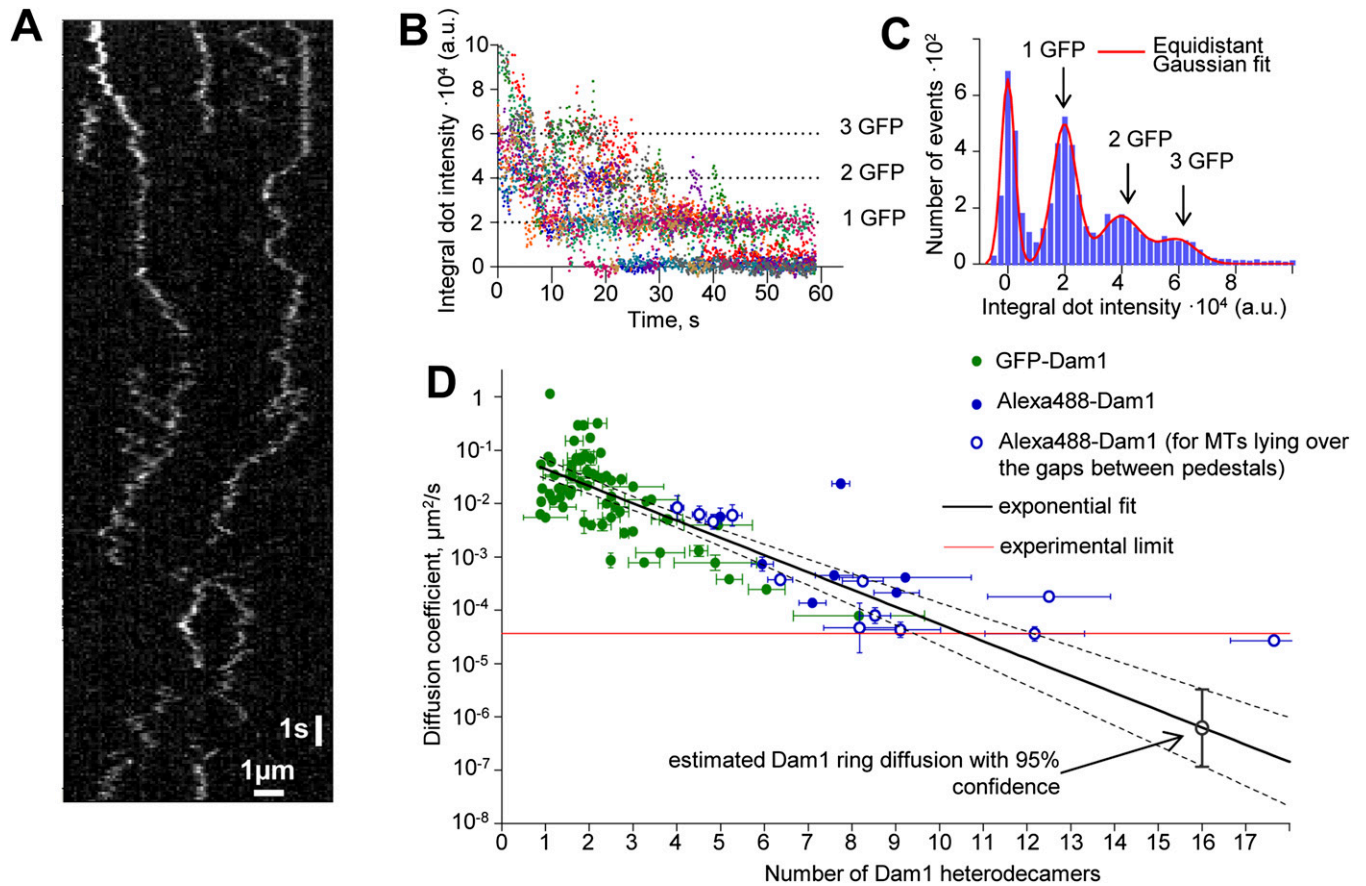 A
1s
1μm
B
Integral dot intensity ·10⁴ (a.u.)
10
8
6
4
2
0
3 GFP
2 GFP
1 GFP
0 10 20 30 40 50 60
Time, s
C
Number of events ·10²
6
4
2
0
1 GFP
2 GFP
3 GFP
Equidistant
Gaussian fit
0 2 4 6 8
Integral dot intensity ·10⁴ (a.u.)
D
GFP-Dam1
Alexa488-Dam1
Alexa488-Dam1 (for MTs lying over
the gaps between pedestals)
exponential fit
experimental limit
Diffusion coefficient, μm²/s
1
10⁻¹
10⁻²
10⁻³
10⁻⁴
10⁻⁵
10⁻⁶
10⁻⁷
10⁻⁸
estimated Dam1 ring diffusion with 95%
confidence
0 1 2 3 4 5 6 7 8 9 10 11 12 13 14 15 16 17
Number of Dam1 heterodecamers